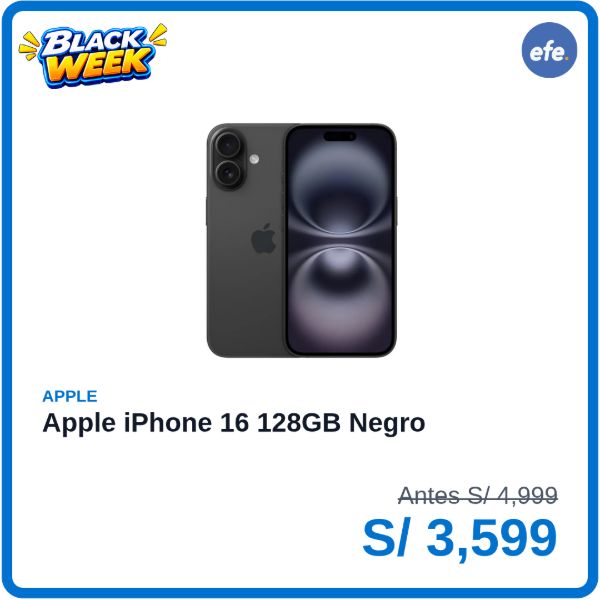 BLACK
WEEK
efe.
APPLE
Apple iPhone 16 128GB Negro
Antes S/ 4,999
S/ 3,599